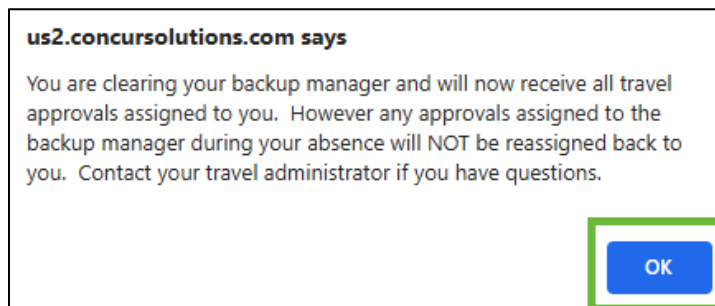 us2.concursolutions.com says
You are clearing your backup manager and will now receive all travel
approvals assigned to you.  However any approvals assigned to the
backup manager during your absence will NOT be reassigned back to
you.  Contact your travel administrator if you have questions.
OK